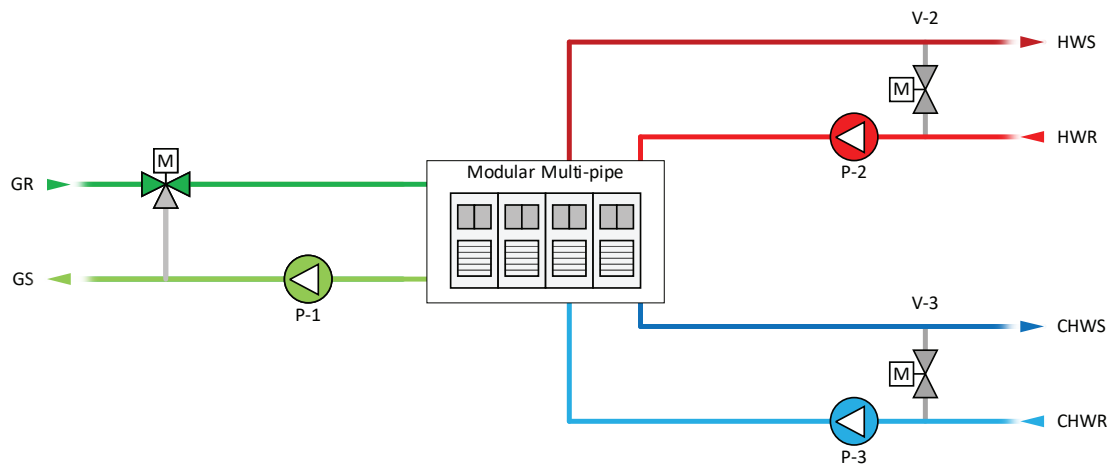 V-2
HWS
M
HWR
P-2
M
Modular Multi-pipe
GR
GS
P-1
V-3
CHWS
M
CHWR
P-3